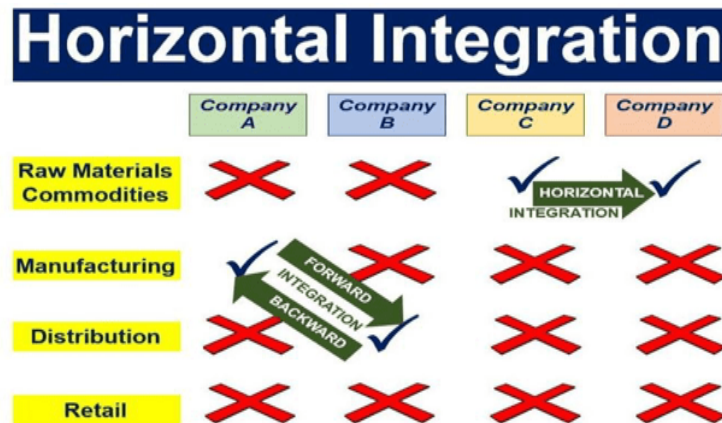 Horizontal Integration
Company A
Company B
Company C
Company D
Raw Materials
Commodities
HORIZONTAL
INTEGRATION
Manufacturing
FORWARD
INTEGRATION
BACKWARD
Distribution
Retail